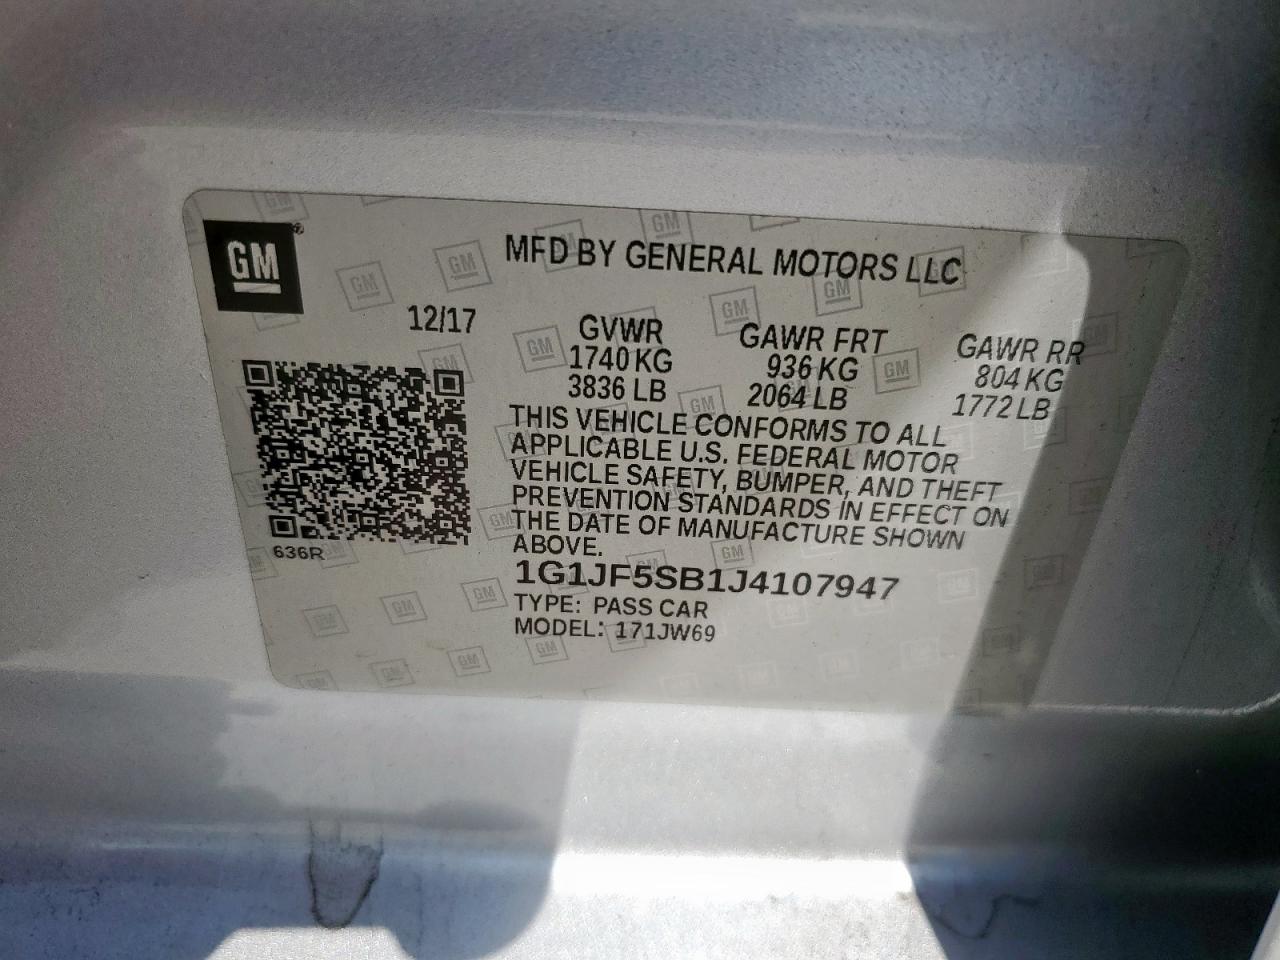 GM®
MFD BY GENERAL MOTORS LLC
12/17
GVWR GAWR FRT GAWR RR
1740 KG 936 KG 804 KG
3836 LB 2064 LB 1772 LB
THIS VEHICLE CONFORMS TO ALL
APPLICABLE U.S. FEDERAL MOTOR
VEHICLE SAFETY, BUMPER, AND THEFT
PREVENTION STANDARDS IN EFFECT ON
THE DATE OF MANUFACTURE SHOWN
ABOVE.
636R
1G1JF5SB1J4107947
TYPE: PASS CAR
MODEL: 171JW69